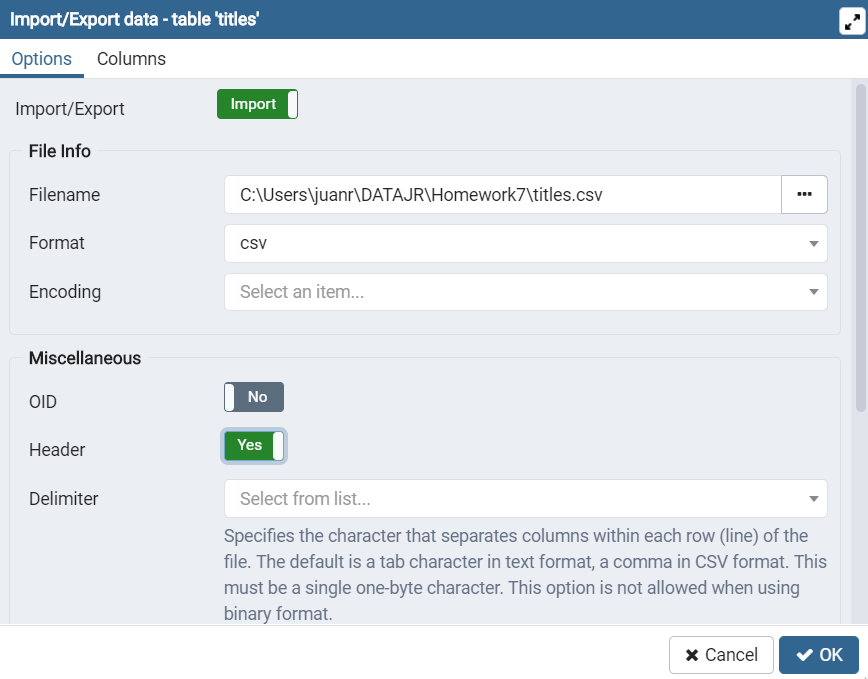 Import/Export data - table 'titles'
Options Columns
Import/Export Import
File Info
Filename C:\Users\juanr\DATAJR\Homework7\titles.csv •••
Format csv
Encoding Select an item...
Miscellaneous
OID No
Header Yes
Delimiter Select from list...
Specifies the character that separates columns within each row (line) of the
file. The default is a tab character in text format, a comma in CSV format. This
must be a single one-byte character. This option is not allowed when using
binary format.
Cancel OK